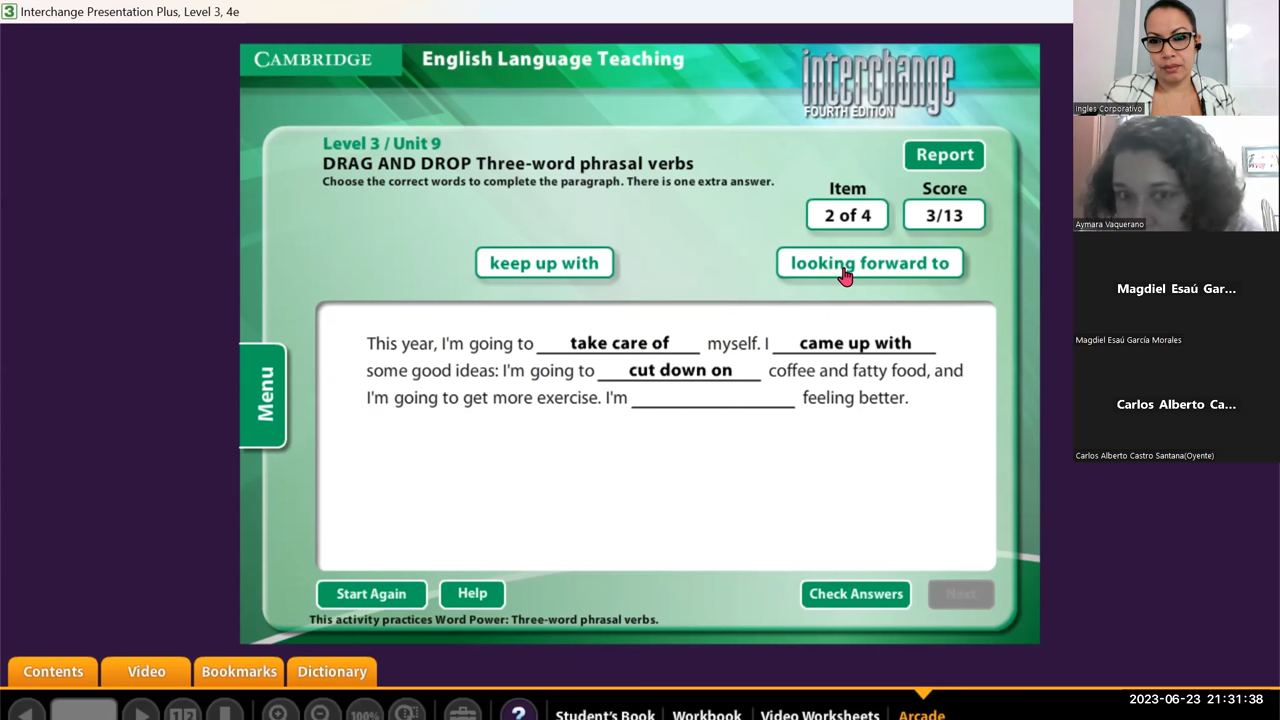 3 Interchange Presentation Plus, Level 3, 4e
CAMBRIDGE English Language Teaching
interchange
FOURTH EDITION
Level 3 / Unit 9
DRAG AND DROP Three-word phrasal verbs
Choose the correct words to complete the paragraph. There is one extra answer.
Report
Item Score
2 of 4 3/13
keep up with looking forward to
This year, I'm going to take care of myself. I came up with
some good ideas: I'm going to cut down on coffee and fatty food, and
I'm going to get more exercise. I'm feeling better.
Menu
Start Again Help Check Answers Next
This activity practices Word Power: Three-word phrasal verbs.
Contents Video Bookmarks Dictionary
100% ? Student's Book Workbook Video Worksheets Arcade
2023-06-23 21:31:38
Ingles Corporativo
Aymara Vaquerano
Magdiel Esaú Gar...
Magdiel Esaú García Morales
Carlos Alberto Ca...
Carlos Alberto Castro Santana(Oyente)